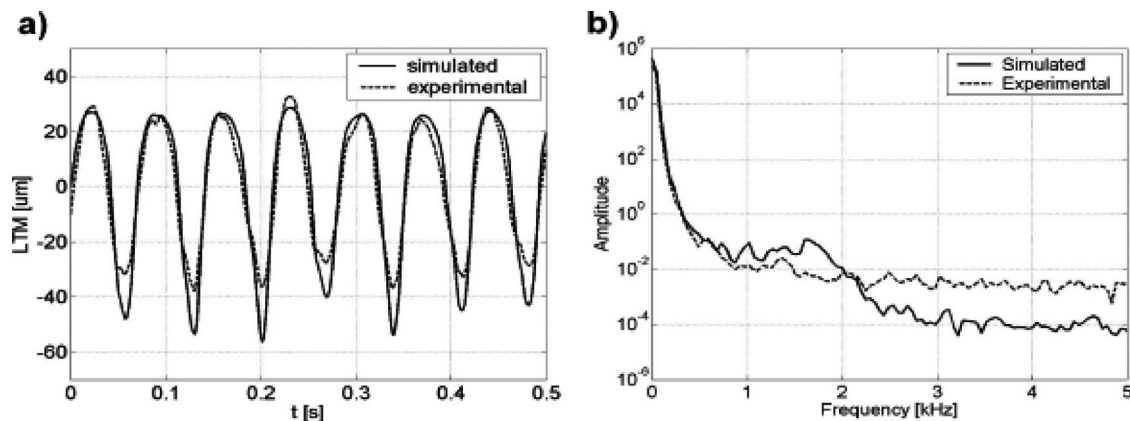 a)
simulated
experimental
40
20
0
-20
-40
-60
LTM [um]
0
0.1
0.2
0.3
0.4
0.5
t [s]
b)
Simulated
Experimental
10^6
10^4
10^2
10^0
10^-2
10^-4
10^-6
Amplitude
0
1
2
3
4
5
Frequency [kHz]